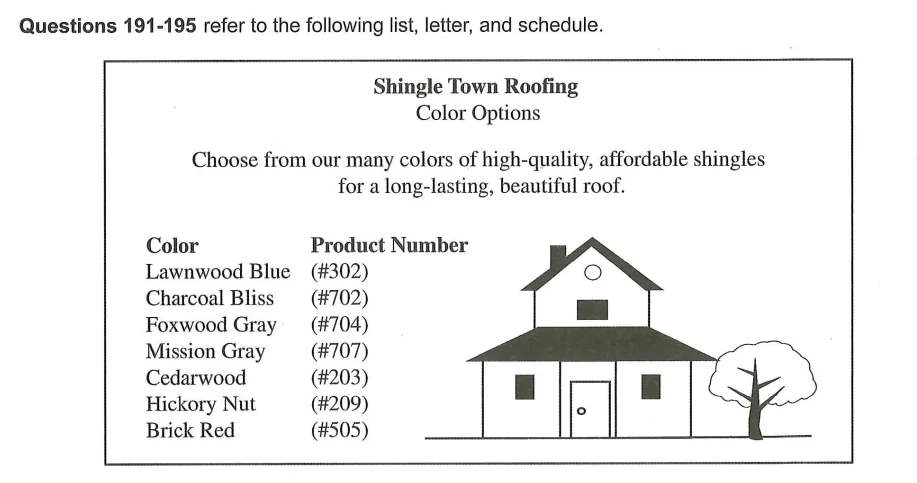 Questions 191-195 refer to the following list, letter, and schedule.
Shingle Town Roofing
Color Options
Choose from our many colors of high-quality, affordable shingles
for a long-lasting, beautiful roof.
Color Product Number
Lawnwood Blue (#302)
Charcoal Bliss (#702)
Foxwood Gray (#704)
Mission Gray (#707)
Cedarwood (#203)
Hickory Nut (#209)
Brick Red (#505)